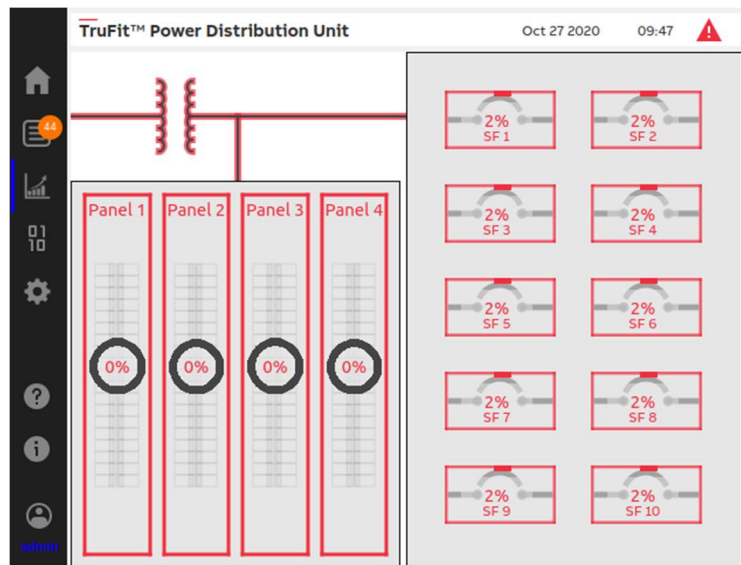 TruFit™ Power Distribution Unit
Oct 27 2020 09:47
44
01
10
admin
Panel 1 Panel 2 Panel 3 Panel 4
0% 0% 0% 0%
2% 2%
SF 1 SF 2
2% 2%
SF 3 SF 4
2% 2%
SF 5 SF 6
2% 2%
SF 7 SF 8
2% 2%
SF 9 SF 10